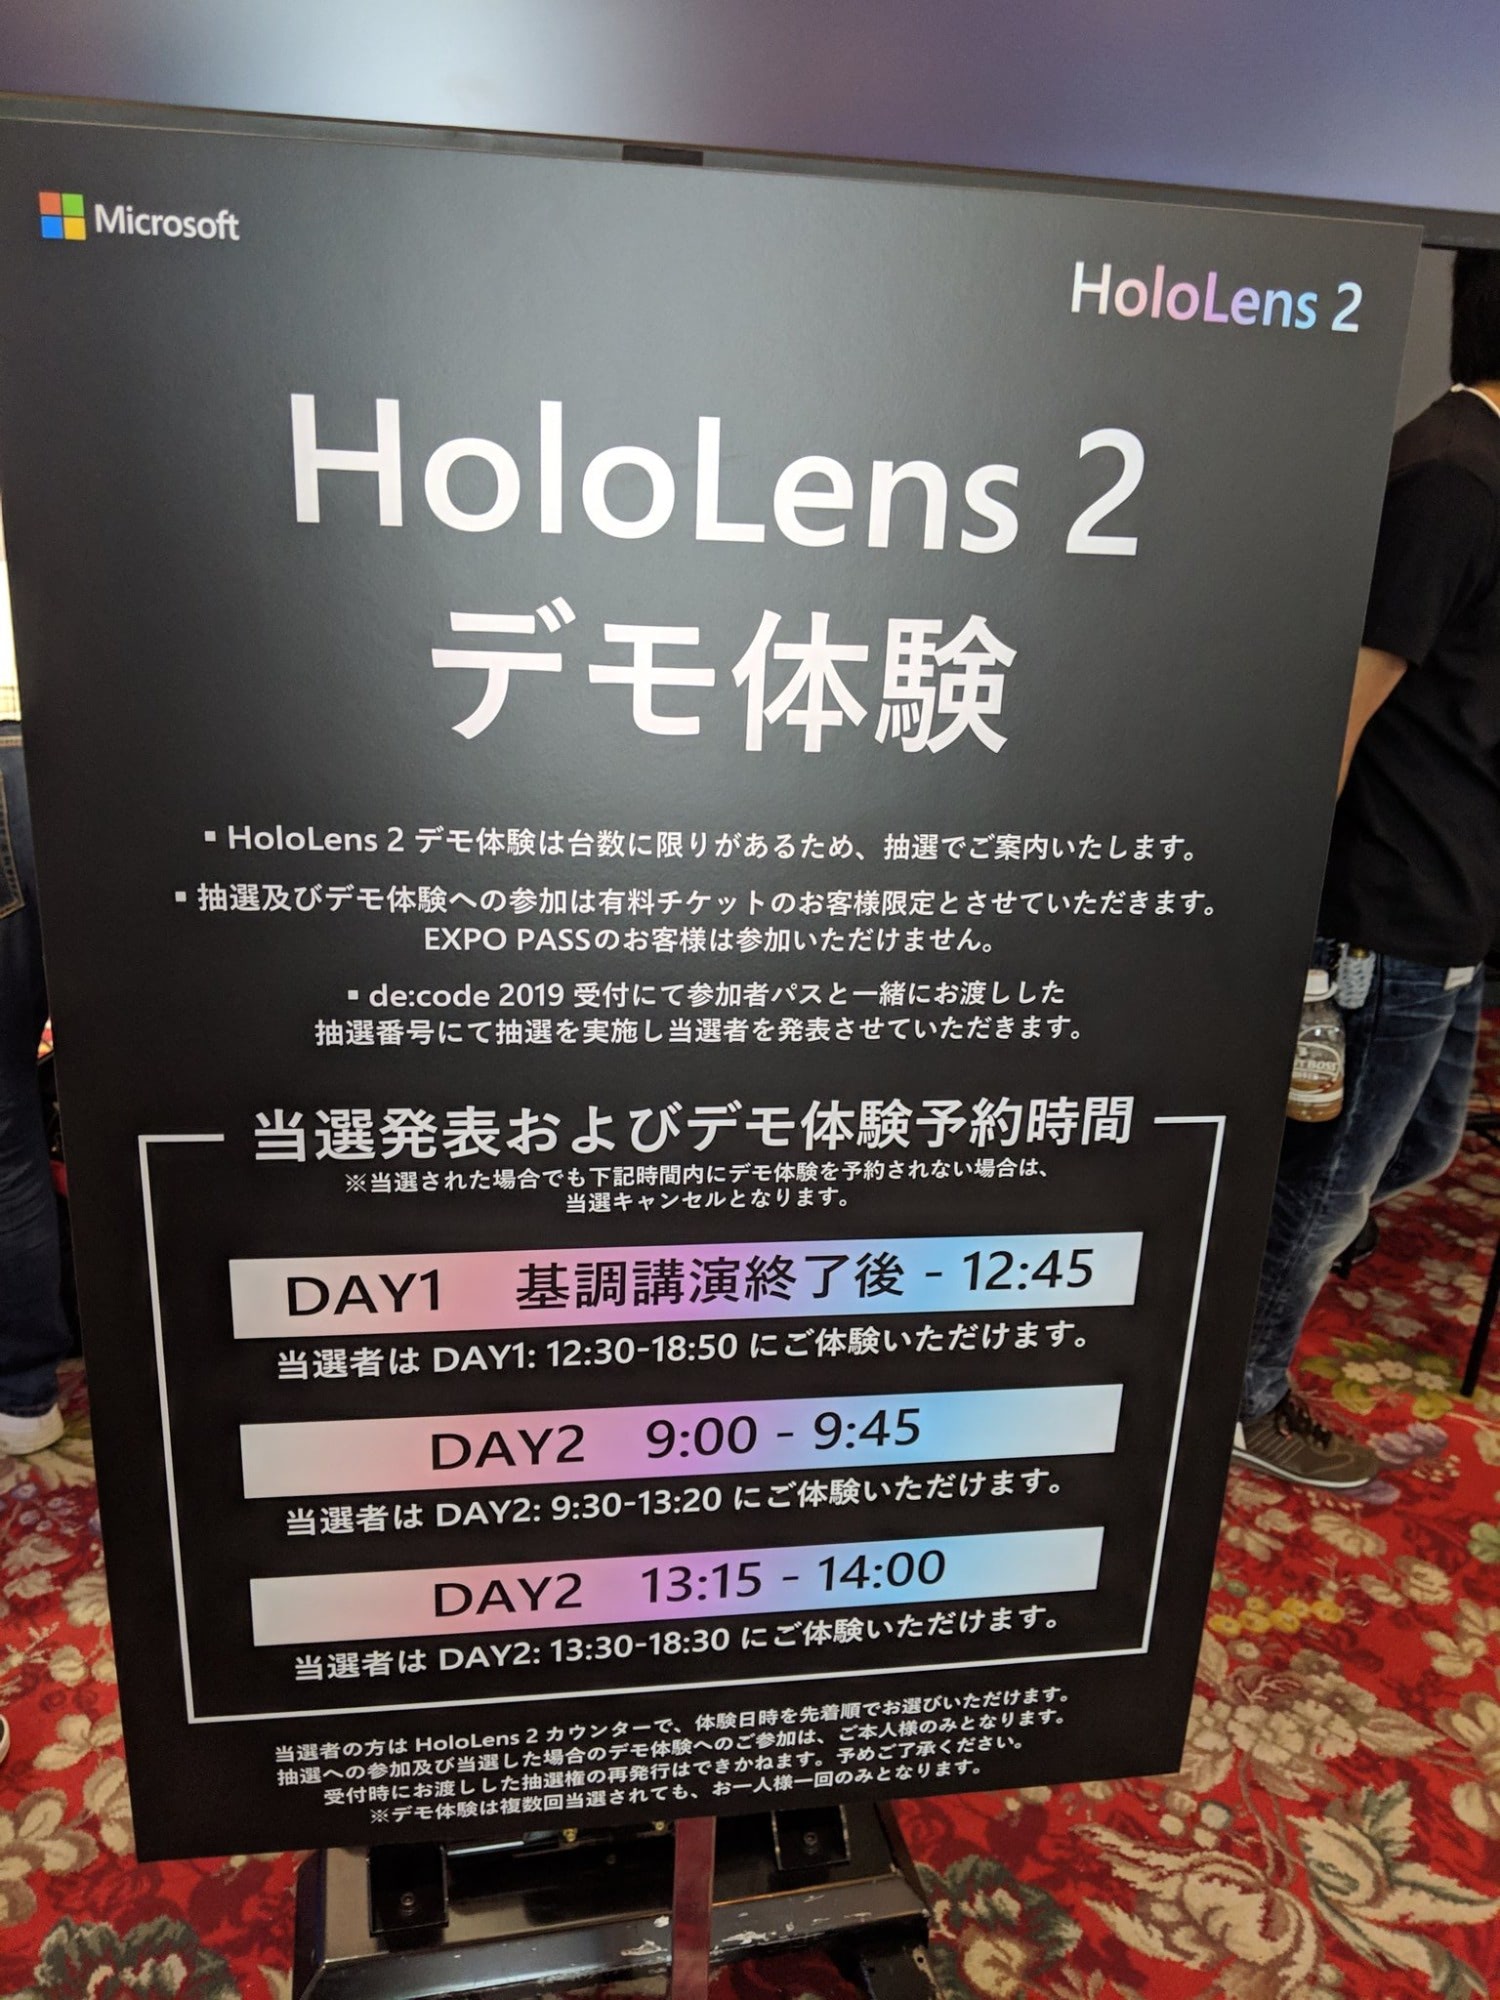 Microsoft
HoloLens 2
HoloLens 2
デモ体験
▪ HoloLens 2 デモ体験は台数に限りがあるため、抽選でご案内いたします。
▪ 抽選及びデモ体験への参加は有料チケットのお客様限定とさせていただきます。
EXPO PASSのお客様は参加いただけません。
▪ de:code 2019 受付にて参加者パスと一緒にお渡しした
抽選番号にて抽選を実施し当選者を発表させていただきます。
当選発表およびデモ体験予約時間
※当選された場合でも下記時間内にデモ体験を予約されない場合は、
当選キャンセルとなります。
DAY1 基調講演終了後 - 12:45
当選者は DAY1: 12:30-18:50 にご体験いただけます。
DAY2 9:00 - 9:45
当選者は DAY2: 9:30-13:20 にご体験いただけます。
DAY2 13:15 - 14:00
当選者は DAY2: 13:30-18:30 にご体験いただけます。
当選者の方は HoloLens 2 カウンターで、体験日時を先着順でお選びいただけます。
抽選への参加及び当選した場合のデモ体験へのご参加は、ご本人様のみとなります。
受付時にお渡しした抽選権の再発行はできかねます。予めご了承ください。
※デモ体験は複数回当選されても、お一人様一回のみとなります。